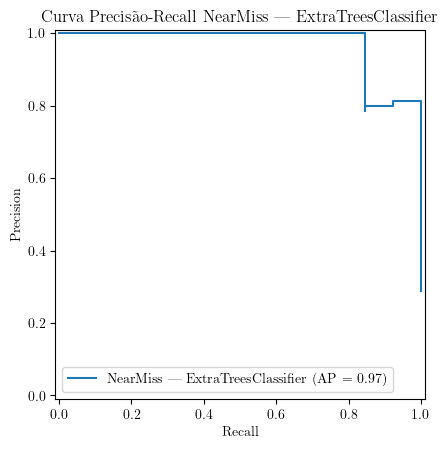 Curva Precisão-Recall NearMiss — ExtraTreesClassifier
1.0
0.8
0.6
0.4
0.2
0.0
Precision
NearMiss — ExtraTreesClassifier (AP = 0.97)
0.0 0.2 0.4 0.6 0.8 1.0
Recall